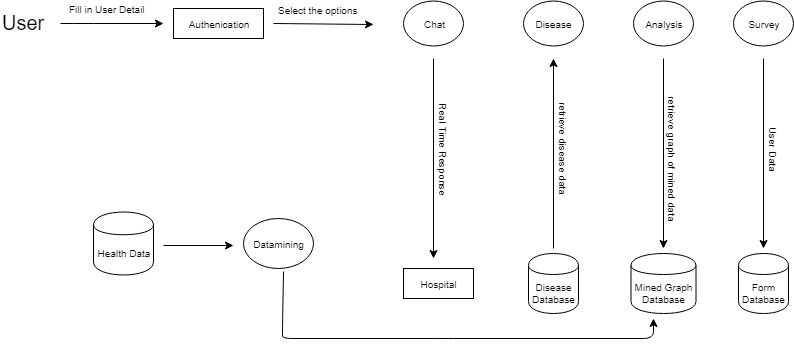 User
Fill in User Detail
Authenication
Select the options
Chat
Disease
Analysis
Survey
Real Time Response
retrieve disease data
retrieve graph of mined data
User Data
Health Data
Datamining
Hospital
Disease
Database
Mined Graph
Database
Form
Database